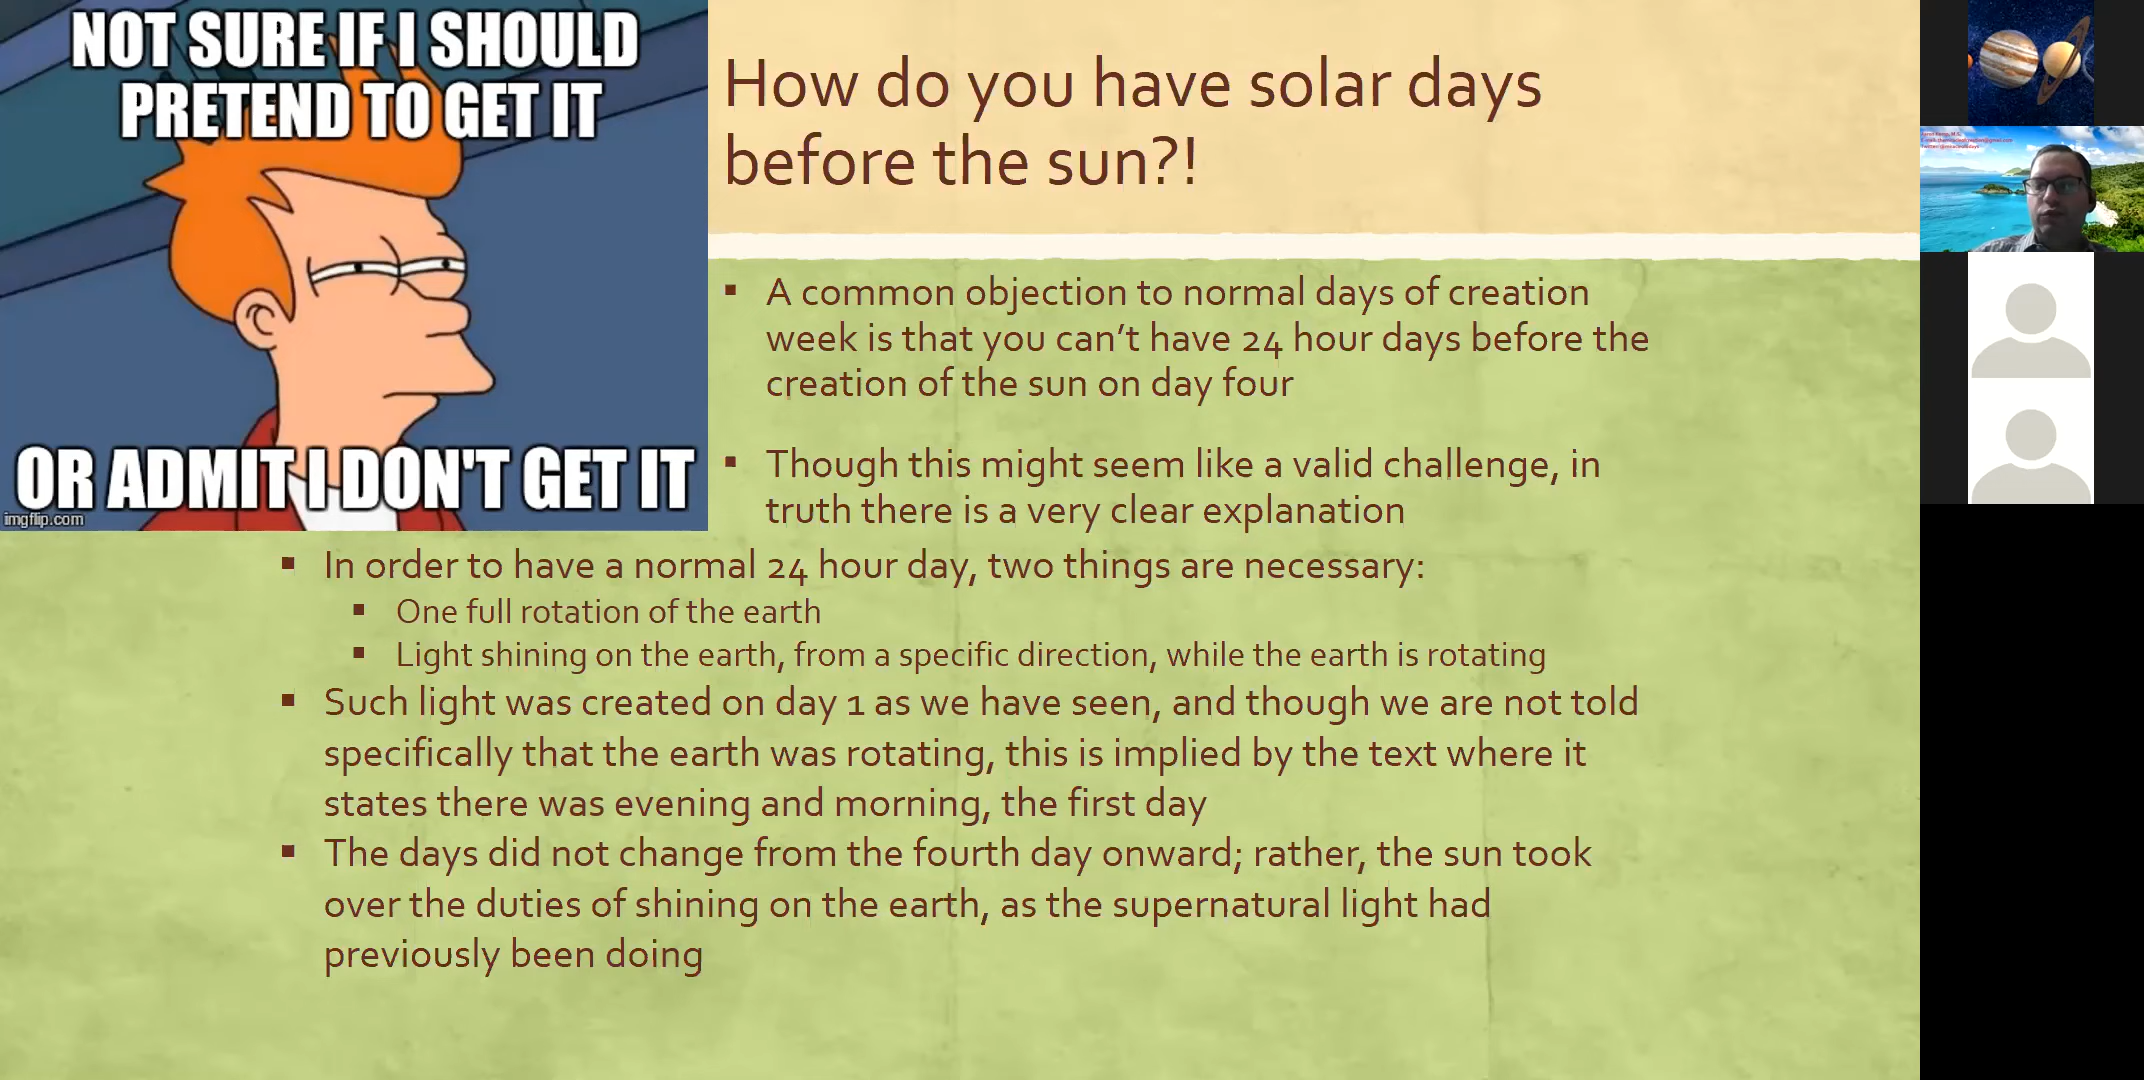 NOT SURE IF I SHOULD
PRETEND TO GET IT
OR ADMIT I DON'T GET IT
imgflip.com
How do you have solar days
before the sun?!
▪ A common objection to normal days of creation
week is that you can’t have 24 hour days before the
creation of the sun on day four
▪ Though this might seem like a valid challenge, in
truth there is a very clear explanation
▪ In order to have a normal 24 hour day, two things are necessary:
▪ One full rotation of the earth
▪ Light shining on the earth, from a specific direction, while the earth is rotating
▪ Such light was created on day 1 as we have seen, and though we are not told
specifically that the earth was rotating, this is implied by the text where it
states there was evening and morning, the first day
▪ The days did not change from the fourth day onward; rather, the sun took
over the duties of shining on the earth, as the supernatural light had
previously been doing